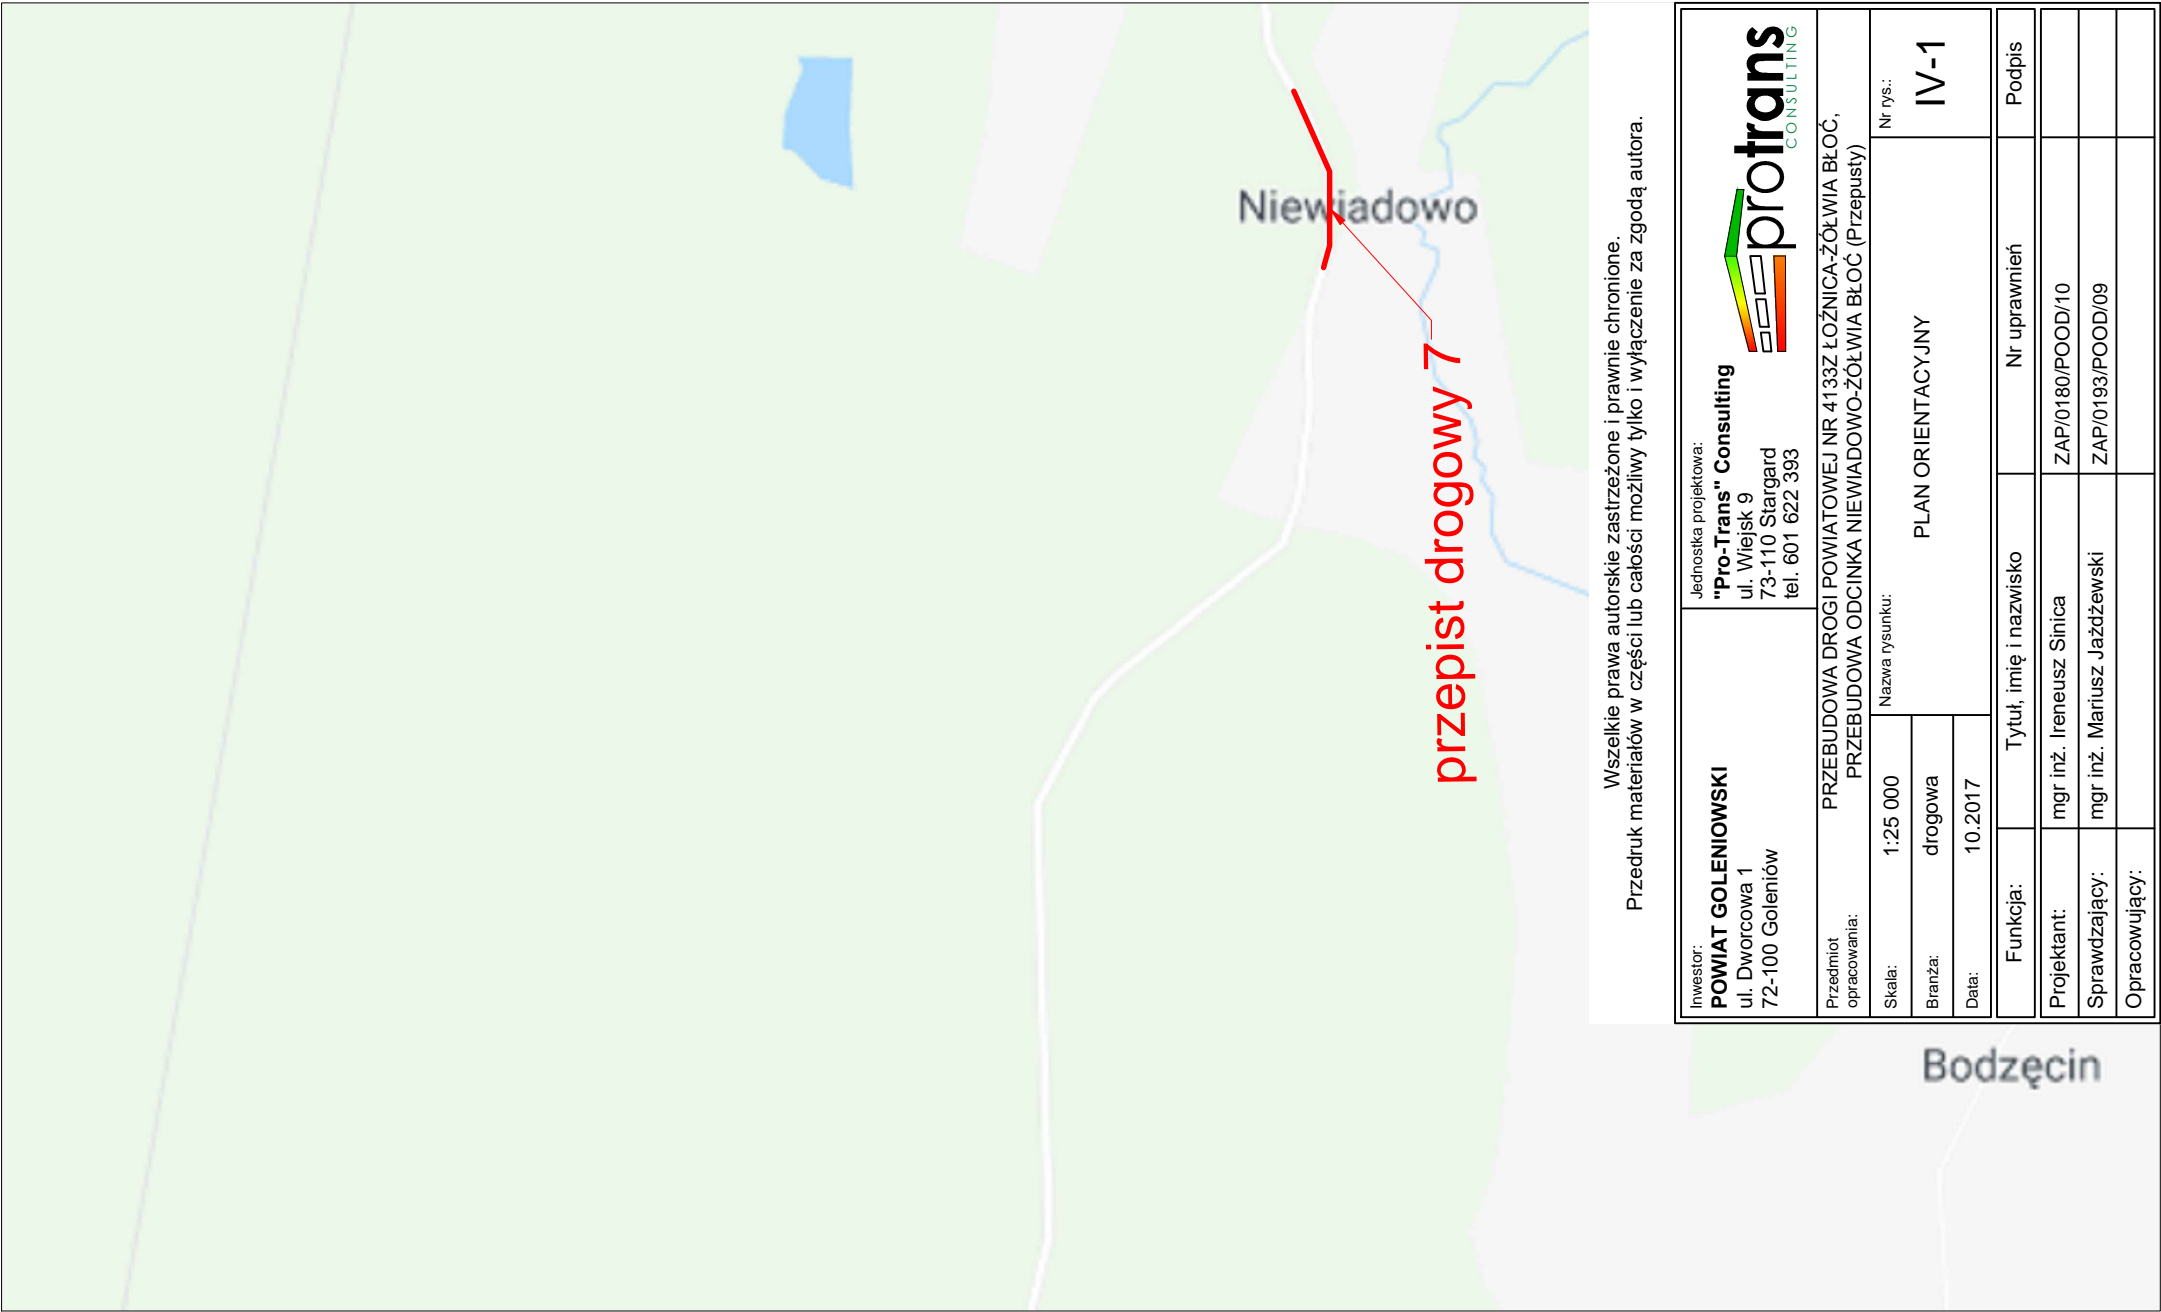 Niewiadowo
przepist drogowy 7
Bodzęcin
Wszelkie prawa autorskie zastrzeżone i prawnie chronione.
Przedruk materiałów w części lub całości możliwy tylko i wyłączenie za zgodą autora.
Inwestor:
POWIAT GOLENIOWSKI
ul. Dworcowa 1
72-100 Goleniów
Jednostka projektowa:
"Pro-Trans" Consulting
ul. Wiejsk 9
73-110 Stargard
tel. 601 622 393
protrans
CONSULTING
Przedmiot
opracowania:
PRZEBUDOWA DROGI POWIATOWEJ NR 4133Z ŁOŹNICA-ŻÓŁWIA BŁOĆ,
PRZEBUDOWA ODCINKA NIEWIADOWO-ŻÓŁWIA BŁOĆ (Przepusty)
Skala: 1:25 000
Branża: drogowa
Data: 10.2017
Nazwa rysunku:
PLAN ORIENTACYJNY
Nr rys.:
IV-1
Funkcja: Tytuł, imię i nazwisko Nr uprawnień Podpis
Projektant: mgr inż. Ireneusz Sinica ZAP/0180/POOD/10
Sprawdzający: mgr inż. Mariusz Jażdżewski ZAP/0193/POOD/09
Opracowujący: